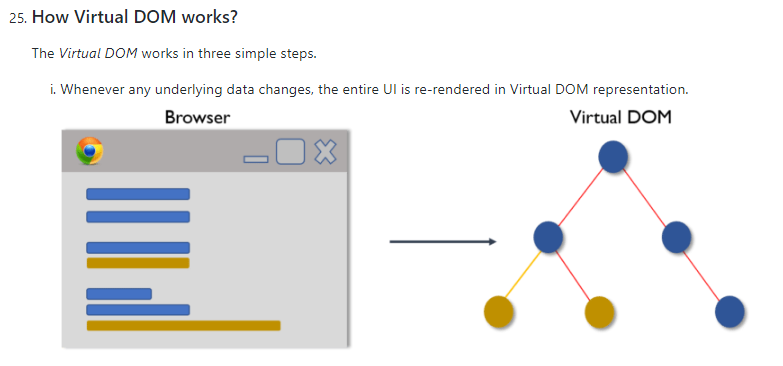 25. How Virtual DOM works?
The Virtual DOM works in three simple steps.
i. Whenever any underlying data changes, the entire UI is re-rendered in Virtual DOM representation.
Browser Virtual DOM